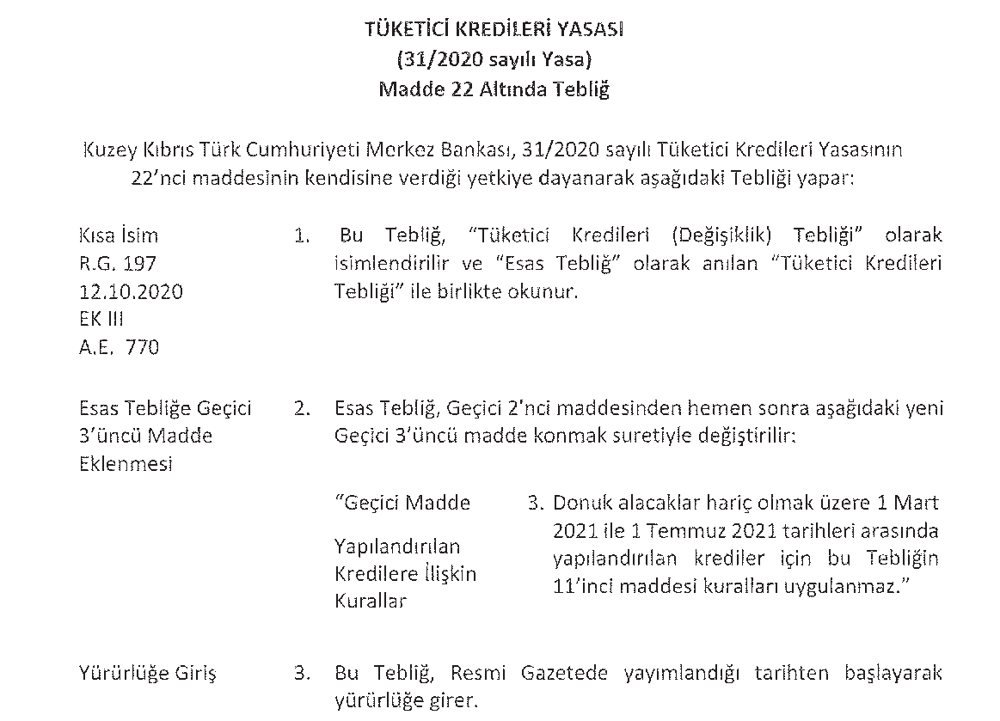 TÜKETİCİ KREDİLERİ YASASI
(31/2020 sayılı Yasa)
Madde 22 Altında Tebliğ
Kuzey Kıbrıs Türk Cumhuriyeti Merkez Bankası, 31/2020 sayılı Tüketici Kredileri Yasasının
22’nci maddesinin kendisine verdiği yetkiye dayanarak aşağıdaki Tebliği yapar:
Kısa İsim
R.G. 197
12.10.2020
EK III
A.E. 770
1. Bu Tebliğ, “Tüketici Kredileri (Değişiklik) Tebliği” olarak
isimlendirilir ve “Esas Tebliğ” olarak anılan “Tüketici Kredileri
Tebliği” ile birlikte okunur.
Esas Tebliğe Geçici
3’üncü Madde
Eklenmesi
2. Esas Tebliğ, Geçici 2’nci maddesinden hemen sonra aşağıdaki yeni
Geçici 3’üncü madde konmak suretiyle değiştirilir:
“Geçici Madde
Yapılandırılan
Kredilere İlişkin
Kurallar
3. Donuk alacaklar hariç olmak üzere 1 Mart
2021 ile 1 Temmuz 2021 tarihleri arasında
yapılandırılan krediler için bu Tebliğin
11’inci maddesi kuralları uygulanmaz.”
Yürürlüğe Giriş
3. Bu Tebliğ, Resmi Gazetede yayımlandığı tarihten başlayarak
yürürlüğe girer.